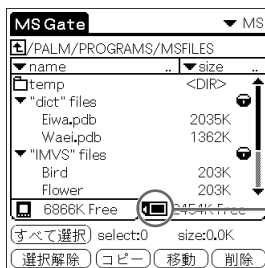 MS Gate MS
/PALM/PROGRAMS/MSFILES
name .. size ..
temp <DIR>
"dict" files
Eiwa.pdb 2035K
Waei.pdb 1362K
"IMVS" files
Bird 203K
Flower 203K
6866K Free 2454K Free
すべて選択 select:0 size:0.0K
選択解除 コピー 移動 削除